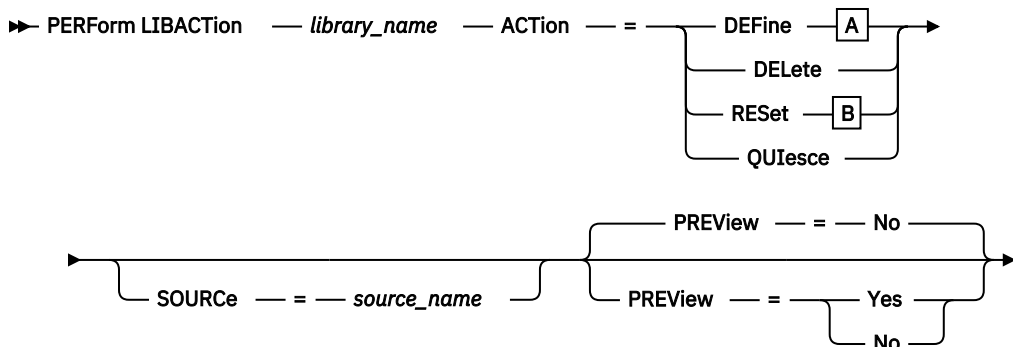 PERForm LIBACTion library_name ACTion = DEFine A
DELete
RESet B
QUIesce
PREView = No
SOURCe = source_name PREView = Yes
No